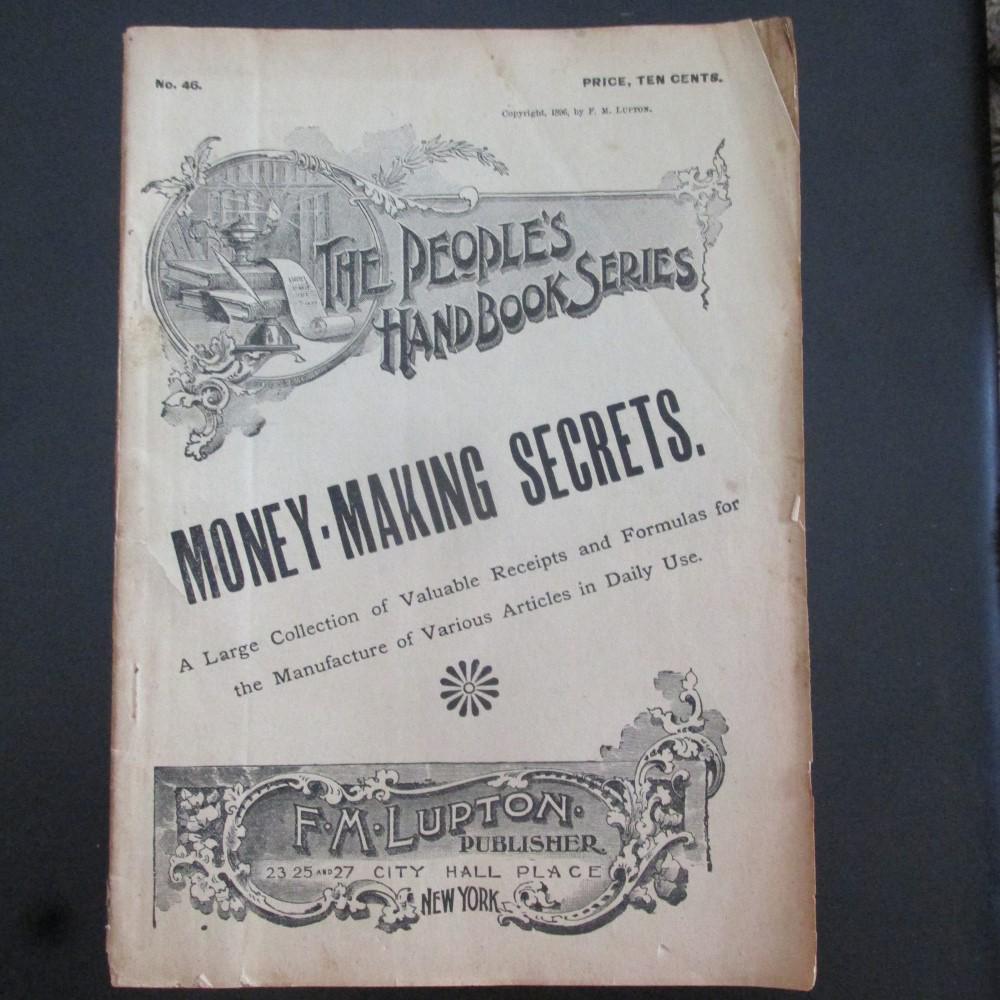 No. 46.
PRICE, TEN CENTS.
Copyright, 1896, by F. M. LUPTON.
THE PEOPLE'S
HANDBOOK SERIES
MONEY-MAKING SECRETS.
A Large Collection of Valuable Receipts and Formulas for
the Manufacture of Various Articles in Daily Use.
F. M. LUPTON.
PUBLISHER.
23 25 AND 27 CITY HALL PLACE
NEW YORK